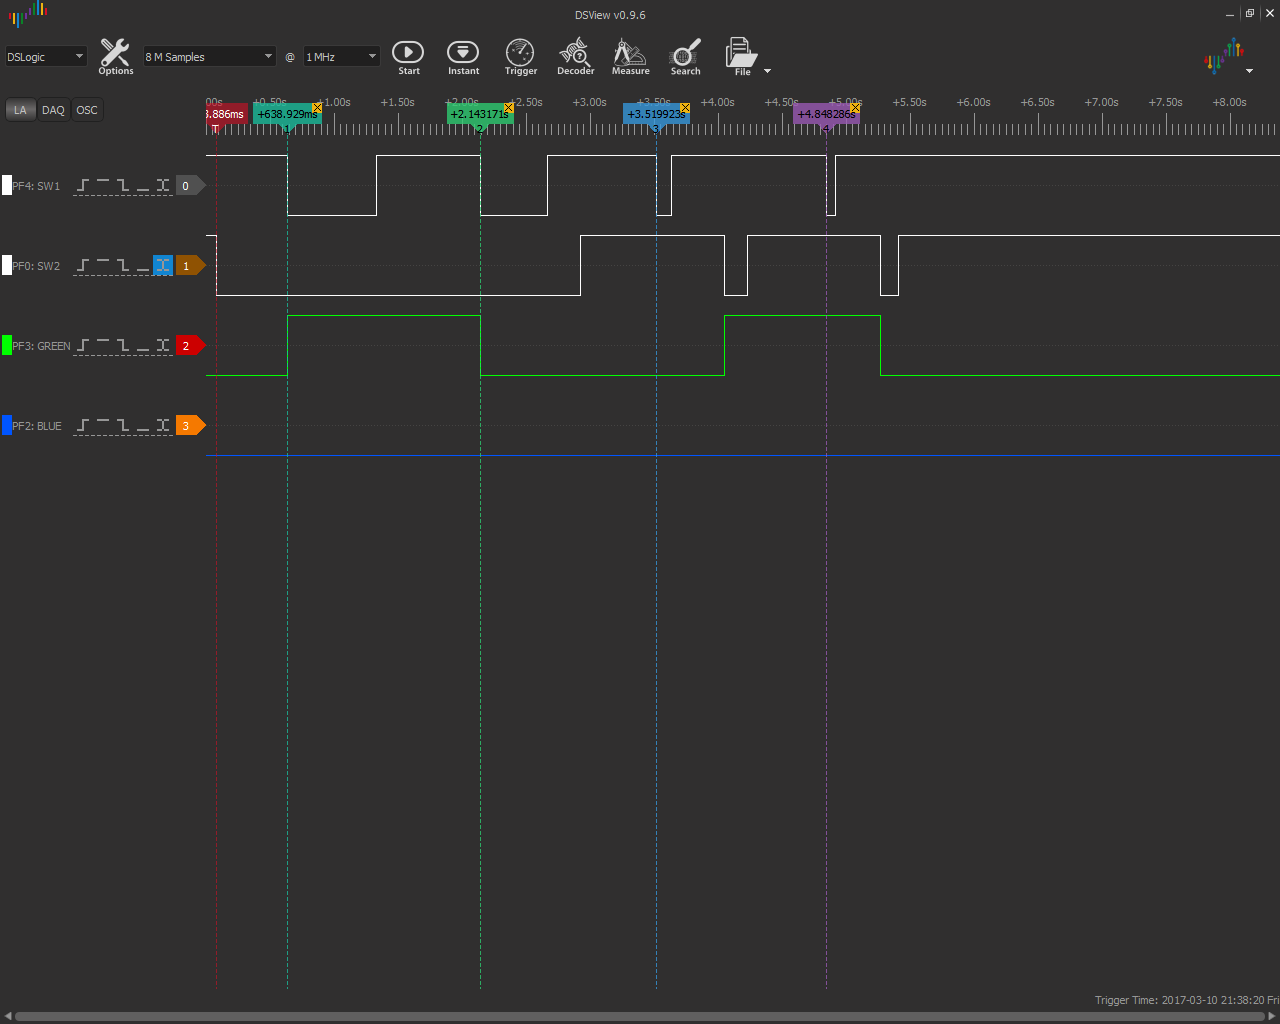 DSView v0.9.6
DSLogic 8 M Samples @ 1 MHz
Options Start Instant Trigger Decoder Measure Search File
LA DAQ OSC
00s +0.50s +1.00s +1.50s +2.00s +2.50s +3.00s +3.50s +4.00s +4.50s +5.00s +5.50s +6.00s +6.50s +7.00s +7.50s +8.00s
3.886ms +638.929ms +2.143171s +3.519923s +4.848286s
T 1 2 3 4
PF4: SW1 0
PF0: SW2 1
PF3: GREEN 2
PF2: BLUE 3
Trigger Time: 2017-03-10 21:38:20 Fri